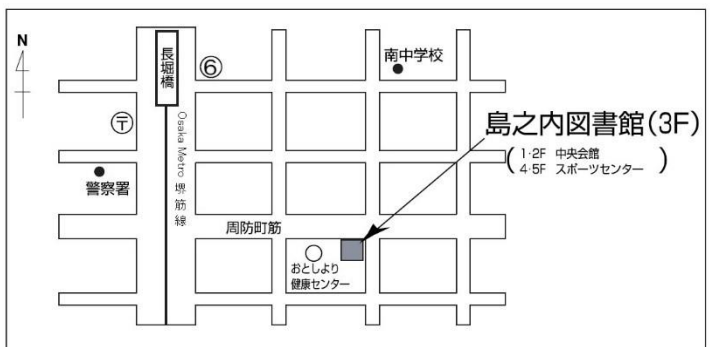 N
長堀橋
⑥
南中学校
〒
Osaka Metro 堺筋線
島之内図書館(3F)
(1·2F 中央会館
4·5F スポーツセンター)
警察署
周防町筋
おとしより
健康センター